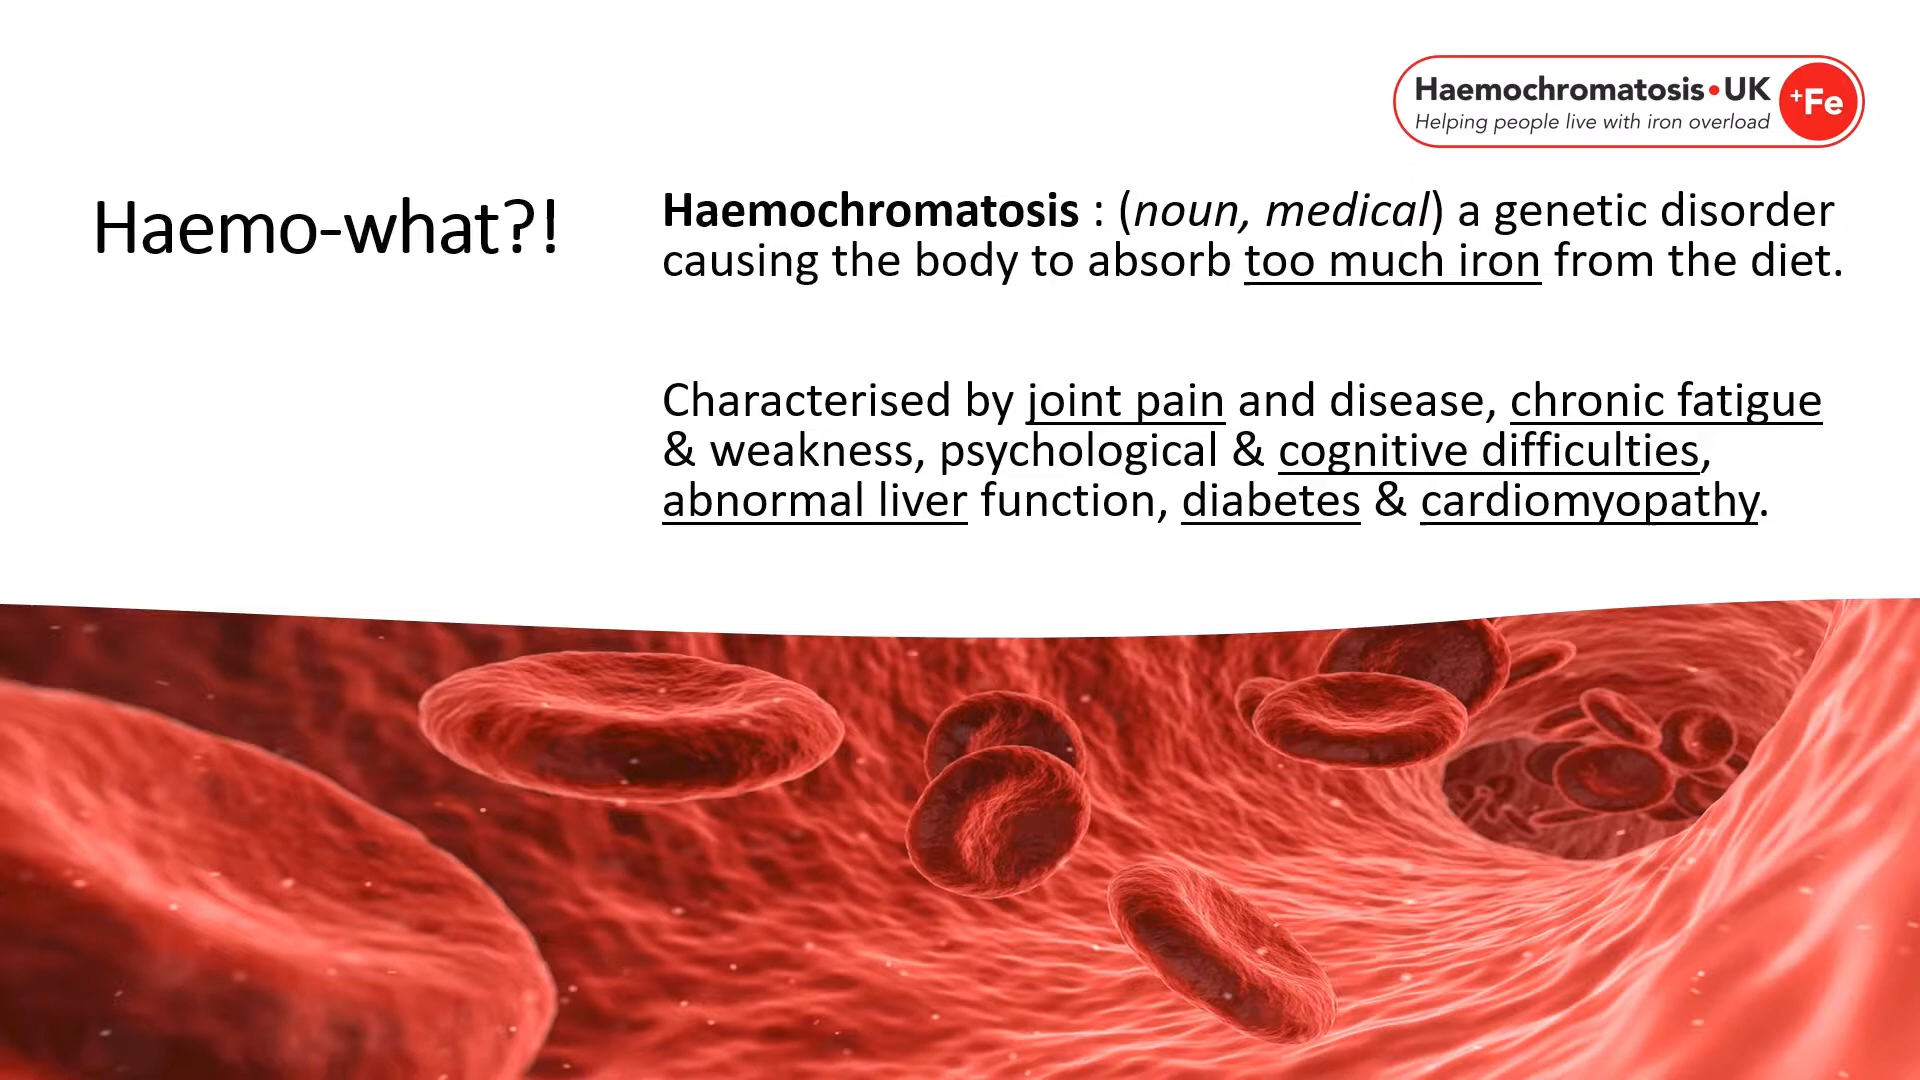 Haemochromatosis•UK
Helping people live with iron overload
+Fe
Haemo-what?!
Haemochromatosis : (noun, medical) a genetic disorder
causing the body to absorb too much iron from the diet.
Characterised by joint pain and disease, chronic fatigue
& weakness, psychological & cognitive difficulties,
abnormal liver function, diabetes & cardiomyopathy.